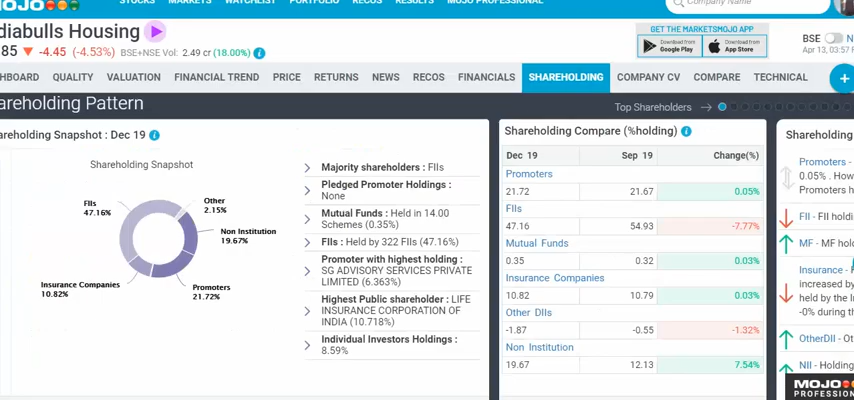 STOCKS MARKETS WATCHLIST PORTFOLIO RECOS RESULTS MOJO PROFESSIONAL
MOJO
Company Name
diabulls Housing
GET THE MARKETSMOJO APP
Download from Google Play
Download from App Store
BSE
N
85 -4.45 (-4.53%) BSE+NSE Vol: 2.49 cr (18.00%)
Apr 13, 03:57 P
HBOARD QUALITY VALUATION FINANCIAL TREND PRICE RETURNS NEWS RECOS FINANCIALS SHAREHOLDING COMPANY CV COMPARE TECHNICAL
+
areholding Pattern
Top Shareholders
areholding Snapshot : Dec 19
Shareholding Snapshot
FIIs
47.16%
Other
2.15%
Non Institution
19.67%
Insurance Companies
10.82%
Promoters
21.72%
Majority shareholders : FIIs
Pledged Promoter Holdings :
None
Mutual Funds : Held in 14.00
Schemes (0.35%)
FIIs : Held by 322 FIIs (47.16%)
Promoter with highest holding :
SG ADVISORY SERVICES PRIVATE
LIMITED (6.363%)
Highest Public shareholder : LIFE
INSURANCE CORPORATION OF
INDIA (10.718%)
Individual Investors Holdings :
8.59%
Shareholding Compare (%holding)
Dec 19 Sep 19 Change(%)
Promoters
21.72 21.67 0.05%
FIIs
47.16 54.93 -7.77%
Mutual Funds
0.35 0.32 0.03%
Insurance Companies
10.82 10.79 0.03%
Other DIIs
-1.87 -0.55 -1.32%
Non Institution
19.67 12.13 7.54%
Shareholding
Promoters -
0.05% . How
Promoters h
FII - FII holdi
MF - MF hola
Insurance -
increased by
held by the In
-0% during th
OtherDII - Ot
NII - Holding
MOJO
PROFESSION